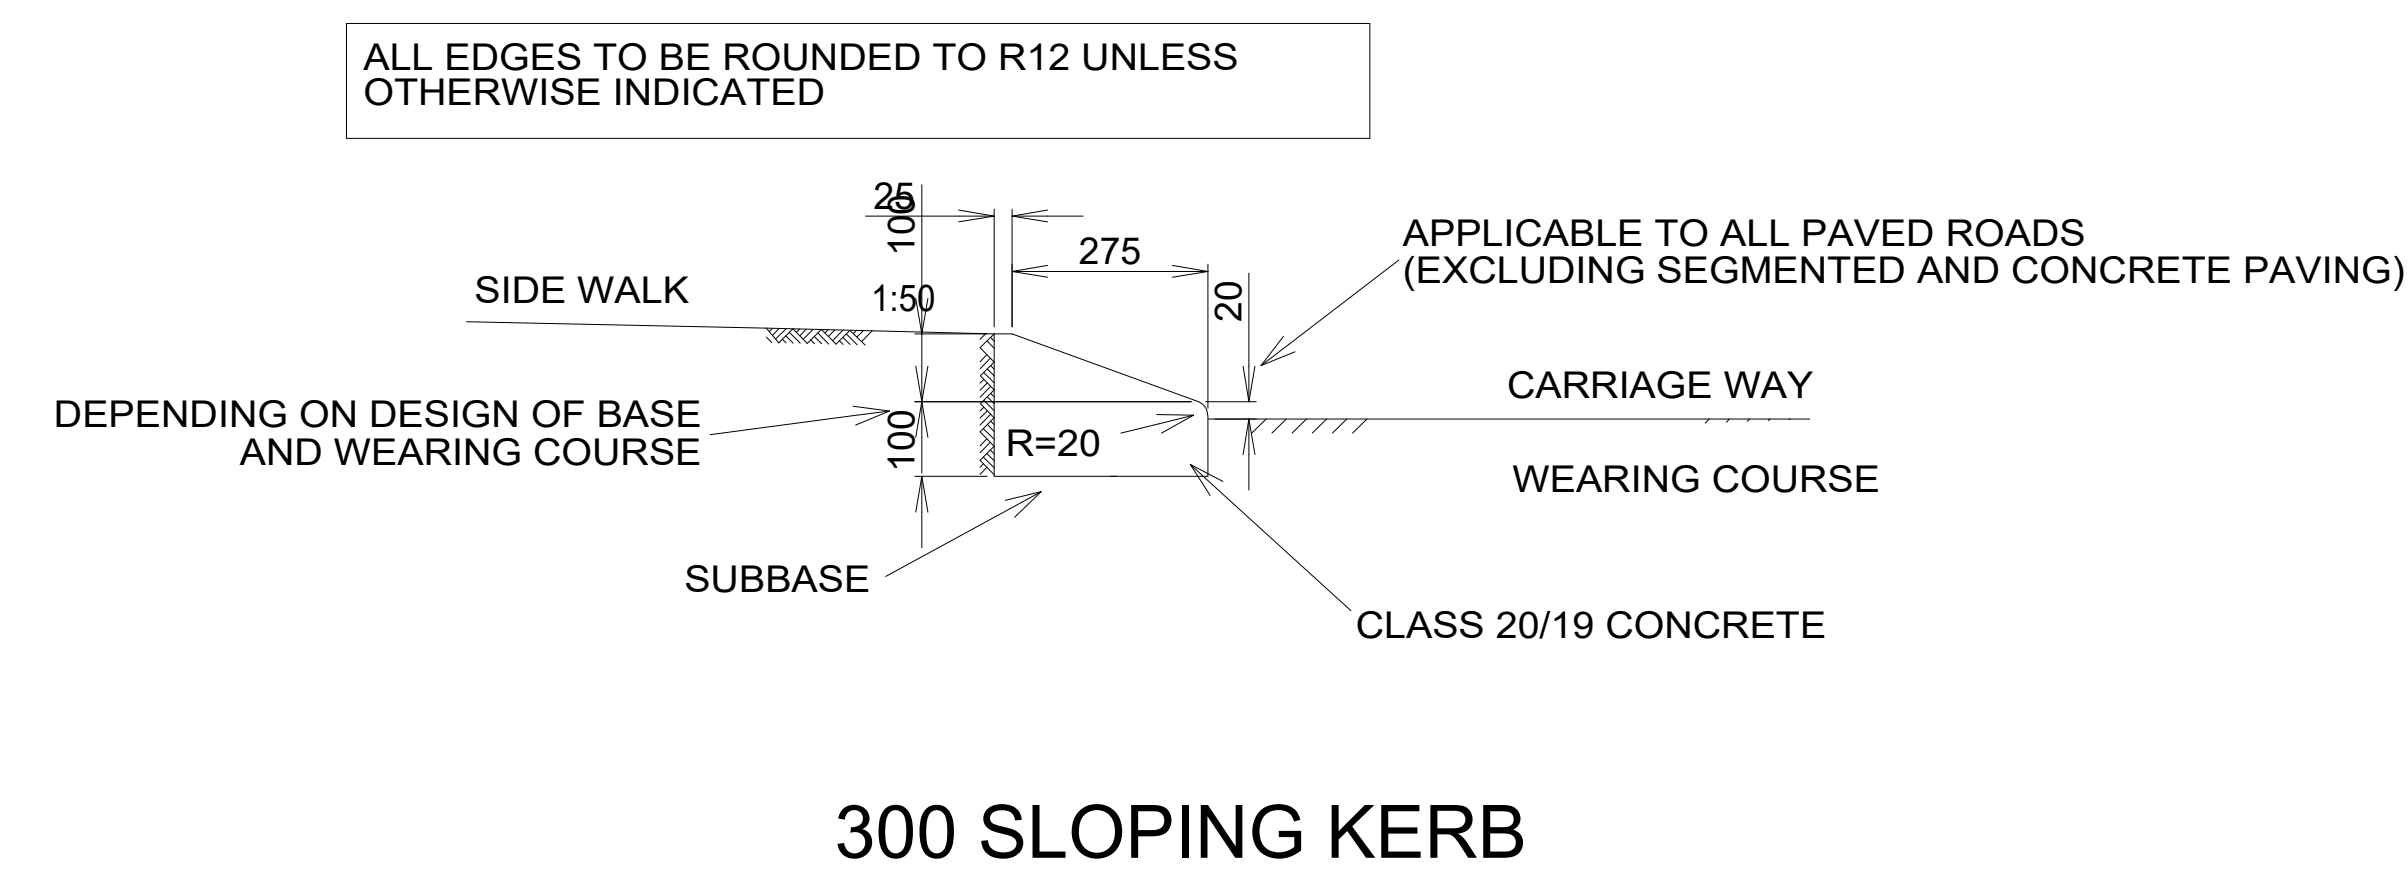 ALL EDGES TO BE ROUNDED TO R12 UNLESS
OTHERWISE INDICATED
25
100
275
APPLICABLE TO ALL PAVED ROADS
(EXCLUDING SEGMENTED AND CONCRETE PAVING)
SIDE WALK
1:50
20
CARRIAGE WAY
DEPENDING ON DESIGN OF BASE
AND WEARING COURSE
100
R=20
WEARING COURSE
SUBBASE
CLASS 20/19 CONCRETE
300 SLOPING KERB